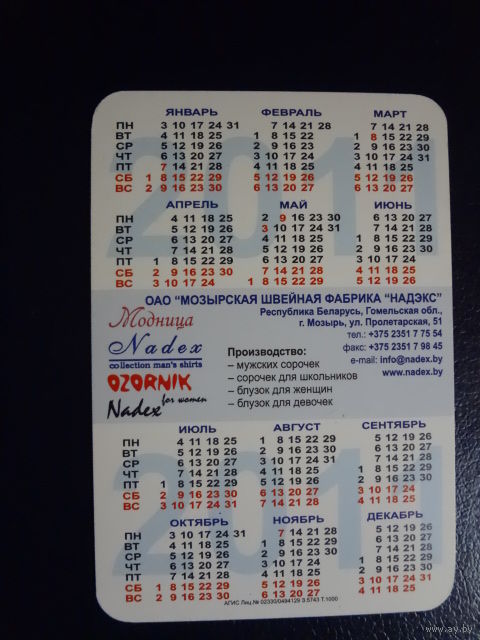 ЯНВАРЬ ФЕВРАЛЬ МАРТ
ПН 3 10 17 24 31 7 14 21 28 7 14 21 28
ВТ 4 11 18 25 1 8 15 22 1 8 15 22 29
СР 5 12 19 26 2 9 16 23 2 9 16 23 30
ЧТ 6 13 20 27 3 10 17 24 3 10 17 24 31
ПТ 7 14 21 28 4 11 18 25 4 11 18 25
СБ 1 8 15 22 29 5 12 19 26 5 12 19 26
ВС 2 9 16 23 30 6 13 20 27 6 13 20 27
2011
АПРЕЛЬ МАЙ ИЮНЬ
ПН 4 11 18 25 2 9 16 23 30 6 13 20 27
ВТ 5 12 19 26 3 10 17 24 31 7 14 21 28
СР 6 13 20 27 4 11 18 25 1 8 15 22 29
ЧТ 7 14 21 28 5 12 19 26 2 9 16 23 30
ПТ 1 8 15 22 29 6 13 20 27 3 10 17 24
СБ 2 9 16 23 30 7 14 21 28 4 11 18 25
ВС 3 10 17 24 1 8 15 22 29 5 12 19 26
ОАО "МОЗЫРСКАЯ ШВЕЙНАЯ ФАБРИКА "НАДЭКС"
Республика Беларусь, Гомельская обл.,
г. Мозырь, ул. Пролетарская, 51
тел.: +375 2351 7 75 54
факс: +375 2351 7 98 45
e-mail: info@nadex.by
www.nadex.by
Модница
Nadex
collection man's shirts
OZORNIK
Nadex for women
Производство:
– мужских сорочек
– сорочек для школьников
– блузок для женщин
– блузок для девочек
ИЮЛЬ АВГУСТ СЕНТЯБРЬ
ПН 4 11 18 25 1 8 15 22 29 5 12 19 26
ВТ 5 12 19 26 2 9 16 23 30 6 13 20 27
СР 6 13 20 27 3 10 17 24 31 7 14 21 28
ЧТ 7 14 21 28 4 11 18 25 1 8 15 22 29
ПТ 1 8 15 22 29 5 12 19 26 2 9 16 23 30
СБ 2 9 16 23 30 6 13 20 27 3 10 17 24
ВС 3 10 17 24 31 7 14 21 28 4 11 18 25
2011
ОКТЯБРЬ НОЯБРЬ ДЕКАБРЬ
ПН 3 10 17 24 31 7 14 21 28 5 12 19 26
ВТ 4 11 18 25 1 8 15 22 29 6 13 20 27
СР 5 12 19 26 2 9 16 23 30 7 14 21 28
ЧТ 6 13 20 27 3 10 17 24 1 8 15 22 29
ПТ 7 14 21 28 4 11 18 25 2 9 16 23 30
СБ 1 8 15 22 29 5 12 19 26 3 10 17 24 31
ВС 2 9 16 23 30 6 13 20 27 4 11 18 25
АГИС Лиц.№ 02330/0494129 З.5743 Т.1000
www.ay.by